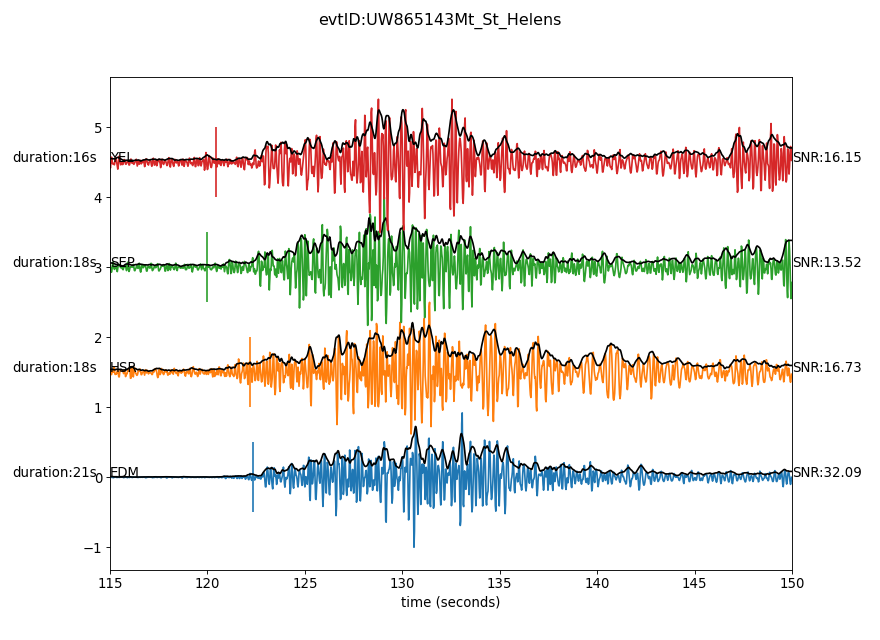 evtID:UW865143Mt_St_Helens
5
duration:16s YEL SNR:16.15
4
duration:18s SEP SNR:13.52
3
2
duration:18s HSR SNR:16.73
1
duration:21s EDM SNR:32.09
0
−1
115 120 125 130 135 140 145 150
time (seconds)